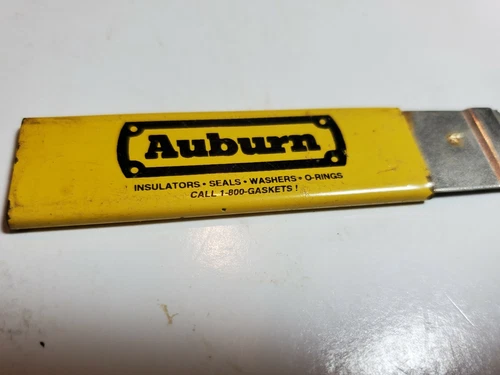 Auburn
INSULATORS • SEALS • WASHERS • O-RINGS
CALL 1-800-GASKETS !